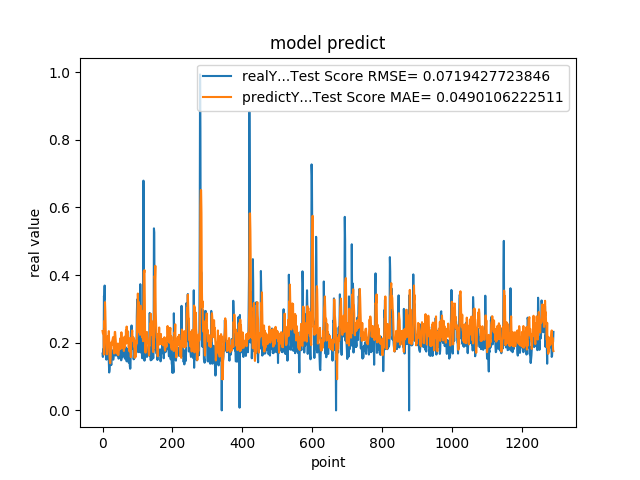 model predict
realY...Test Score RMSE= 0.0719427723846
predictY...Test Score MAE= 0.0490106222511
1.0
0.8
0.6
0.4
0.2
0.0
real value
0 200 400 600 800 1000 1200
point